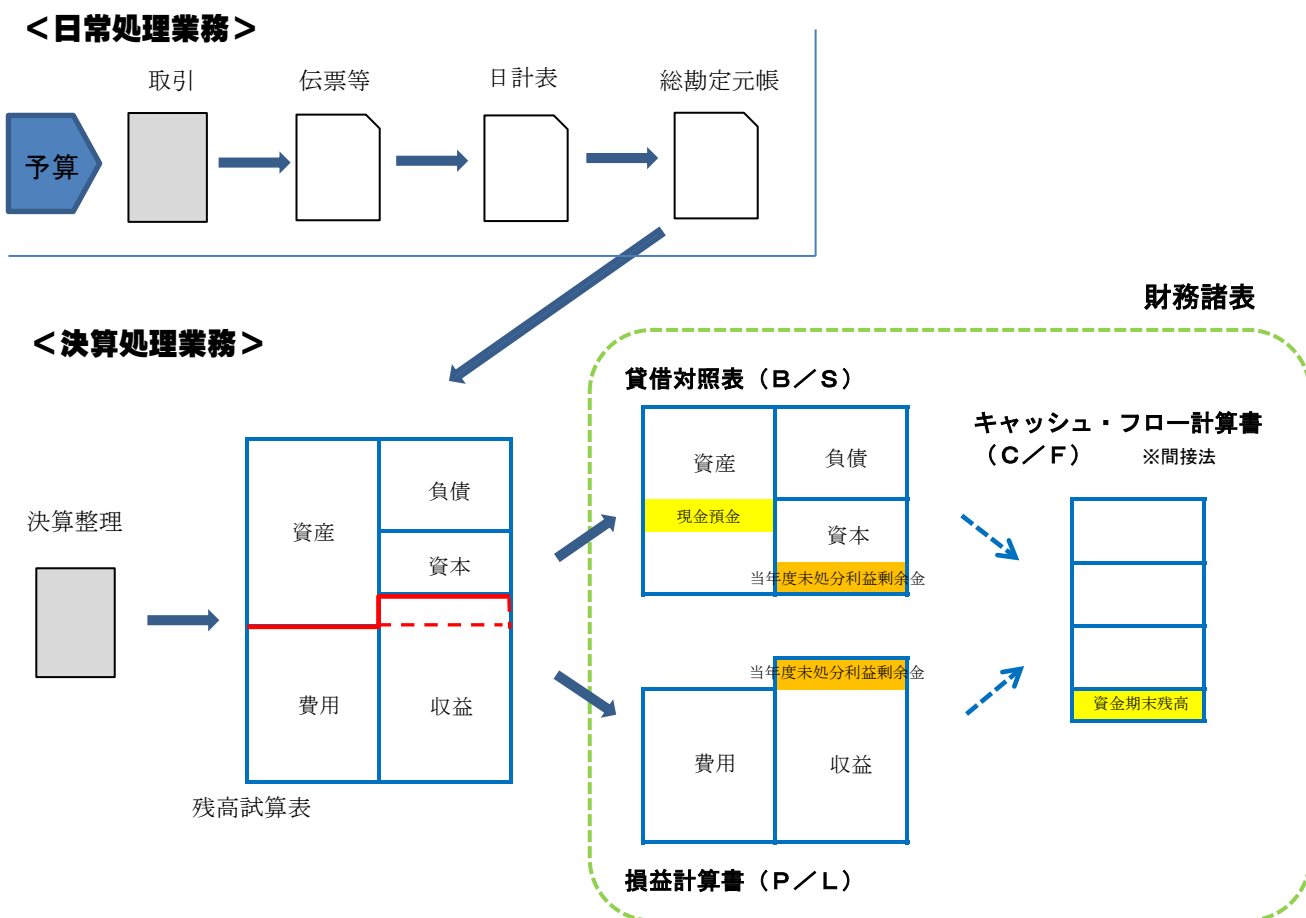 ＜日常処理業務＞
取引
伝票等
日計表
総勘定元帳
予算
財務諸表
＜決算処理業務＞
貸借対照表（B／S）
キャッシュ・フロー計算書
（C／F）
※間接法
資産
負債
現金預金
資本
当年度未処分利益剰余金
決算整理
資産
負債
資本
費用
収益
残高試算表
当年度未処分利益剰余金
費用
収益
資金期末残高
損益計算書（P／L）